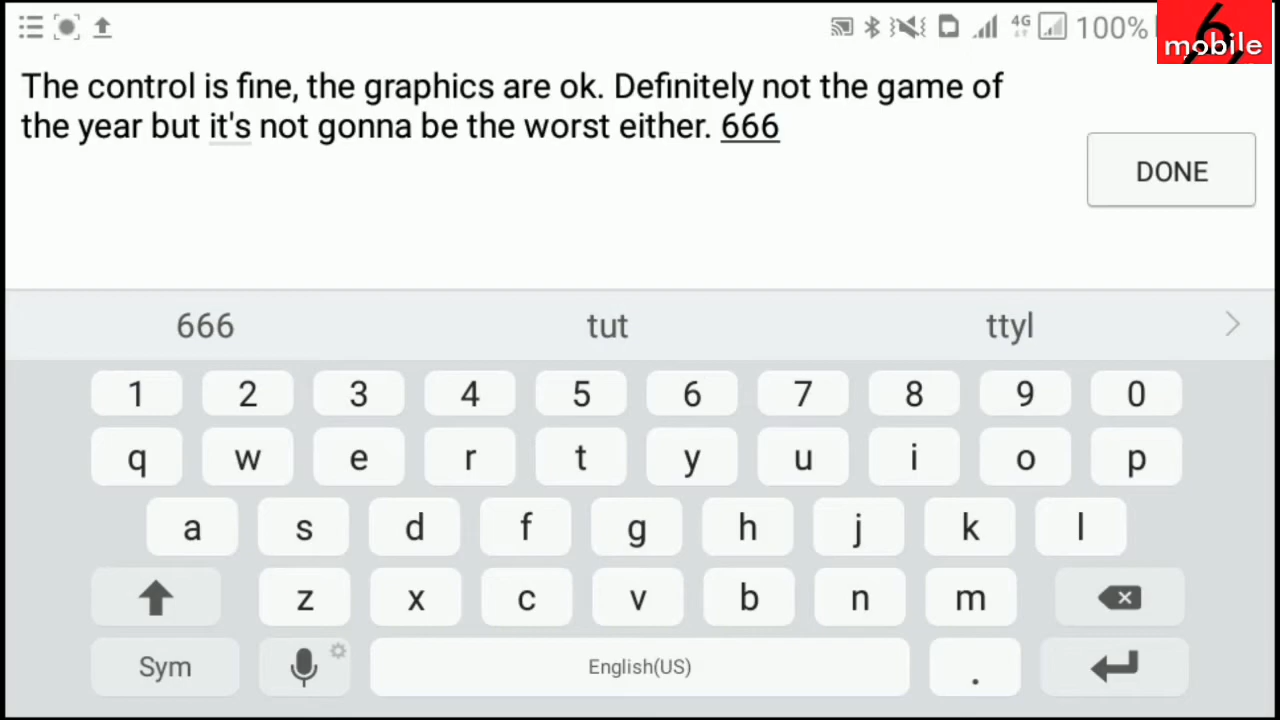 4G 100%
6 mobile
The control is fine, the graphics are ok. Definitely not the game of
the year but it's not gonna be the worst either. 666
DONE
666 tut ttyl
1 2 3 4 5 6 7 8 9 0
q w e r t y u i o p
a s d f g h j k l
z x c v b n m
Sym English(US) .